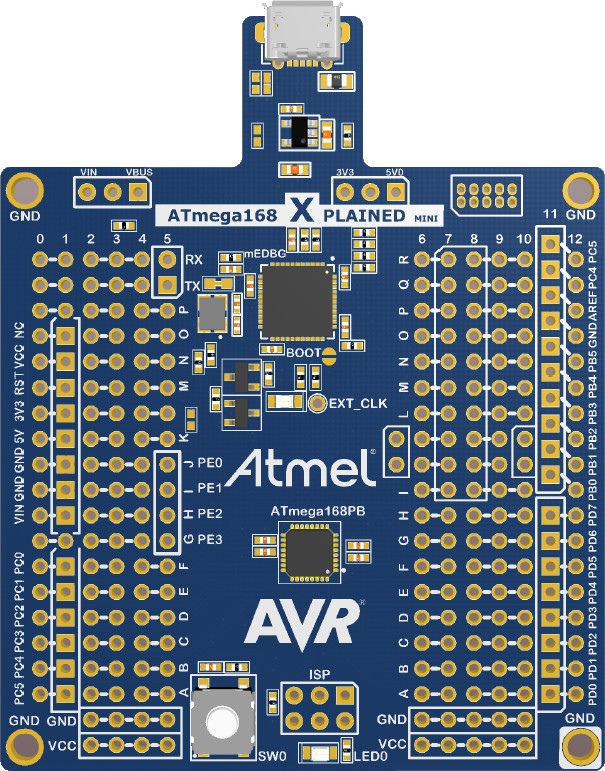 VIN VBUS
3V3 5V0
GND
GND
ATmega168 X PLAINED MINI
0 1 2 3 4 5
6 7 8 9 10 11 12
RX
TX
mEDBG
BOOT
EXT_CLK
P
O
N
M
K
J PE0
I PE1
H PE2
G PE3
F
E
D
C
B
A
NC
VCC
RST
3V3
5V
GND
GND
VIN
PC0
PC1
PC2
PC3
PC4
PC5
Atmel®
ATmega168PB
AVR®
R
Q
P
O
N
M
L
I
H
G
F
E
D
C
B
A
PC5
PC4
AREF
GND
PB5
PB4
PB3
PB2
PB1
PB0
PD7
PD6
PD5
PD4
PD3
PD2
PD1
PD0
ISP
GND GND
VCC
SW0
LED0
GND
VCC
GND